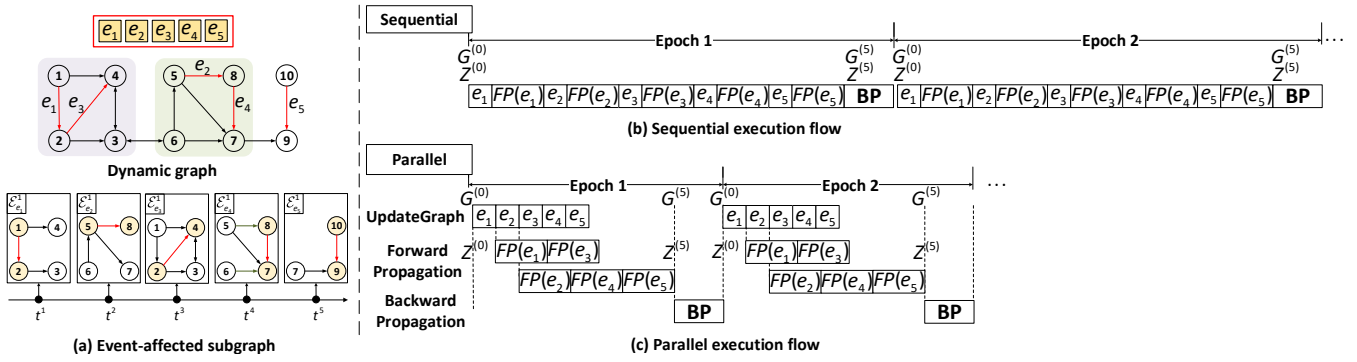 e₁ e₂ e₃ e₄ e₅
1 4 5 8 10
e₁ e₃ e₂ e₄ e₅
2 3 6 7 9
Dynamic graph
ℰ¹ₑ₁ ℰ¹ₑ₂ ℰ¹ₑ₃ ℰ¹ₑ₄ ℰ¹ₑ₅
1 4 5 8 1 4 5 8 10
2 3 6 7 2 3 6 7 7 9
t¹ t² t³ t⁴ t⁵
(a) Event-affected subgraph
Sequential
Epoch 1 Epoch 2 ···
G⁽⁰⁾ G⁽⁵⁾ G⁽⁰⁾ G⁽⁵⁾
Z⁽⁰⁾ Z⁽⁵⁾ Z⁽⁰⁾ Z⁽⁵⁾
e₁ FP(e₁) e₂ FP(e₂) e₃ FP(e₃) e₄ FP(e₄) e₅ FP(e₅) BP e₁ FP(e₁) e₂ FP(e₂) e₃ FP(e₃) e₄ FP(e₄) e₅ FP(e₅) BP
(b) Sequential execution flow
Parallel
Epoch 1 Epoch 2 ···
G⁽⁰⁾ G⁽⁵⁾ G⁽⁰⁾ G⁽⁵⁾
UpdateGraph e₁ e₂ e₃ e₄ e₅ e₁ e₂ e₃ e₄ e₅
Forward Propagation Z⁽⁰⁾ FP(e₁) FP(e₃) Z⁽⁵⁾ Z⁽⁰⁾ FP(e₁) FP(e₃) Z⁽⁵⁾
FP(e₂) FP(e₄) FP(e₅) FP(e₂) FP(e₄) FP(e₅)
Backward Propagation BP BP
(c) Parallel execution flow